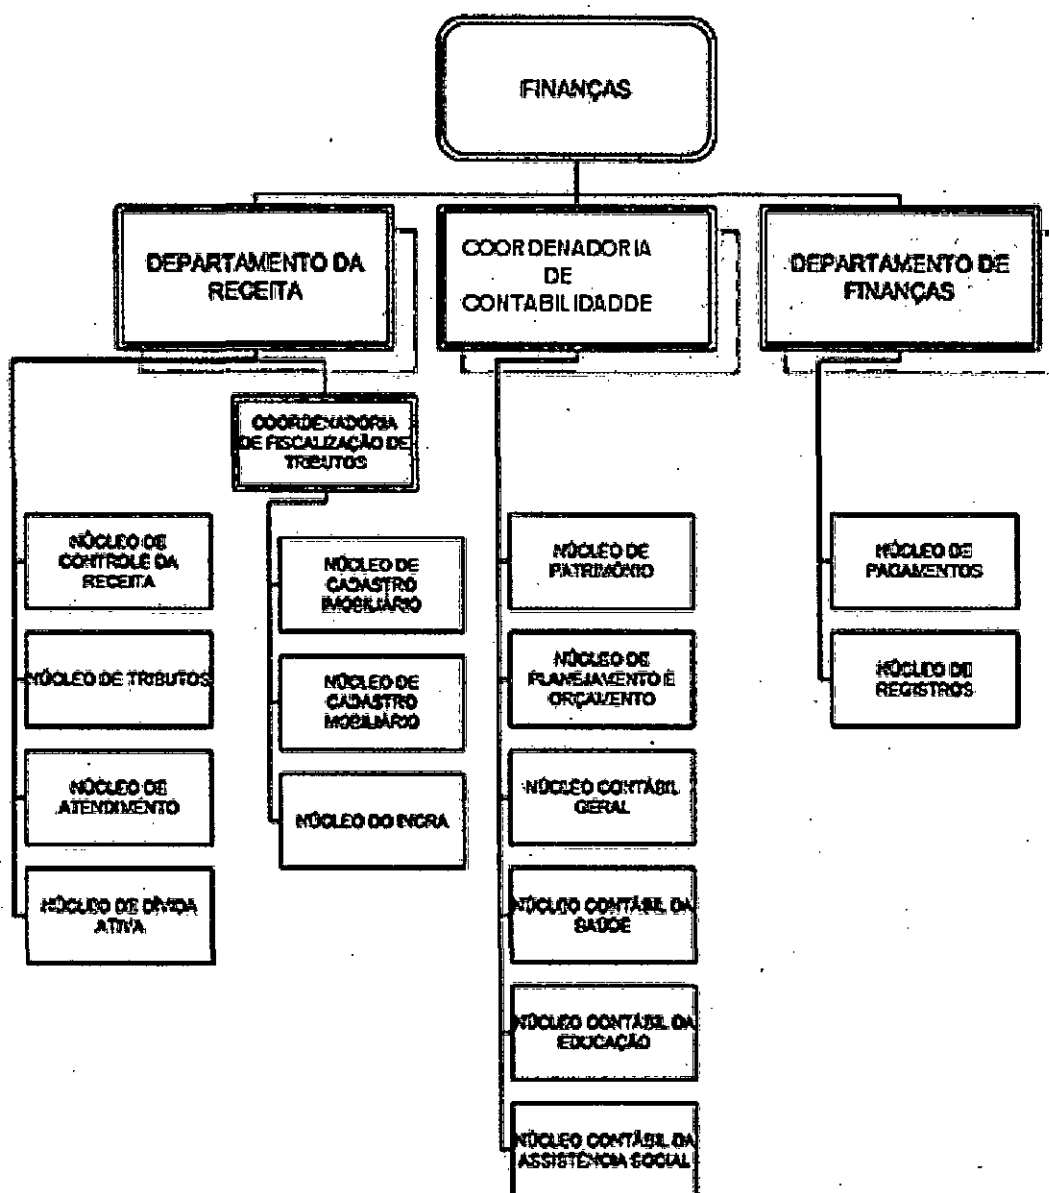 FINANÇAS
DEPARTAMENTO DA
RECEITA
COORDENADORIA
DE
CONTABILIDADDE
DEPARTAMENTO DE
FINANÇAS
COORDENADORIA
DE FISCALIZAÇÃO DE
TRIBUTOS
NÚCLEO DE
CONTROLE DA
RECEITA
NÚCLEO DE TRIBUTOS
NÚCLEO DE
ATENDIMENTO
NÚCLEO DE DÍVIDA
ATIVA
NÚCLEO DE
CADASTRO
IMOBILIÁRIO
NÚCLEO DE
CADASTRO
MOBILIÁRIO
NÚCLEO DO INCRA
NÚCLEO DE
PATRIMÔNIO
NÚCLEO DE
PLANEJAMENTO E
ORÇAMENTO
NÚCLEO CONTÁBIL
GERAL
NÚCLEO CONTÁBIL DA
SAÚDE
NÚCLEO CONTÁBIL DA
EDUCAÇÃO
NÚCLEO CONTÁBIL DA
ASSISTÊNCIA SOCIAL
NÚCLEO DE
PAGAMENTOS
NÚCLEO DE
REGISTROS